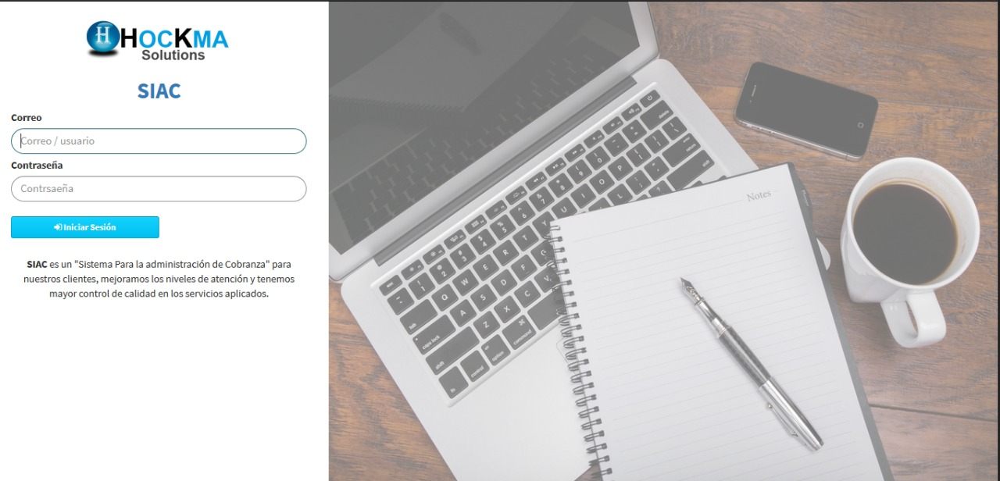 H HOCKMA
Solutions
SIAC
Correo
Correo / usuario
Contraseña
Contrsaeña
Iniciar Sesión
SIAC es un "Sistema Para la administración de Cobranza" para
nuestros clientes, mejoramos los niveles de atención y tenemos
mayor control de calidad en los servicios aplicados.
Notes